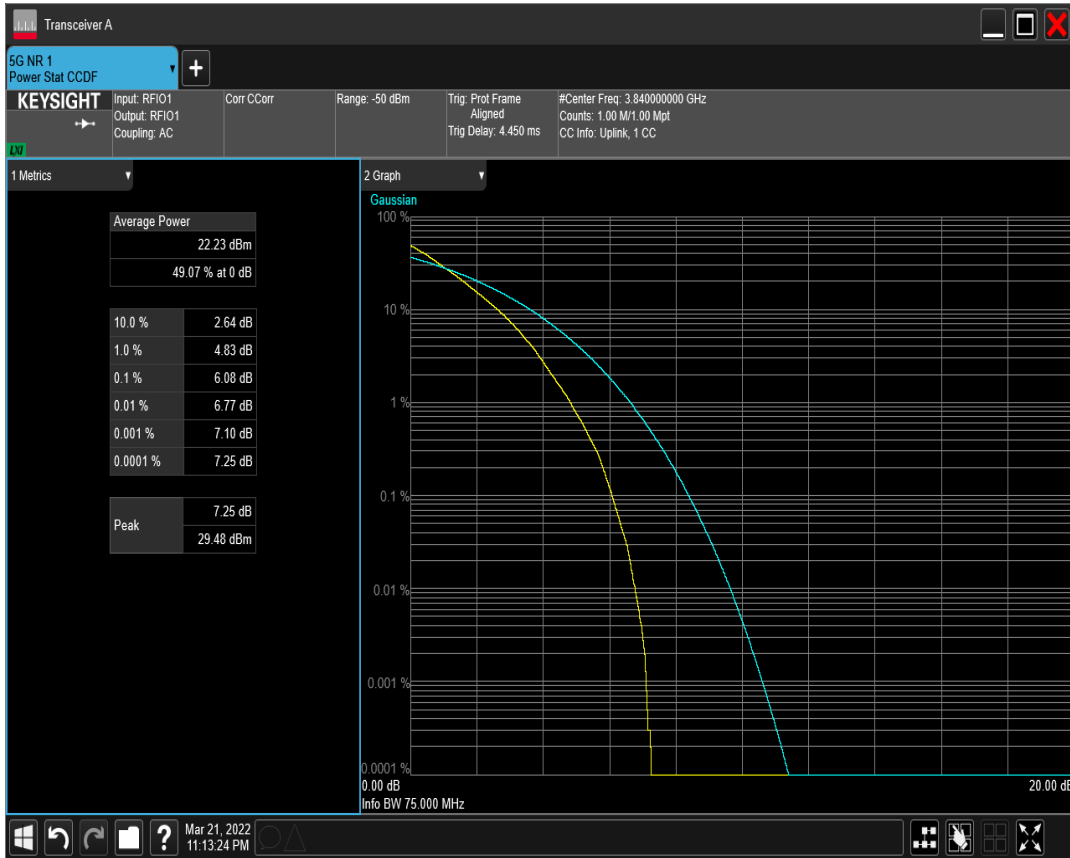 Transceiver A
5G NR 1
Power Stat CCDF
+
KEYSIGHT
LXI
Input: RFIO1
Output: RFIO1
Coupling: AC
Corr CCorr
Range: -50 dBm
Trig: Prot Frame
Aligned
Trig Delay: 4.450 ms
#Center Freq: 3.840000000 GHz
Counts: 1.00 M/1.00 Mpt
CC Info: Uplink, 1 CC
1 Metrics
Average Power
22.23 dBm
49.07 % at 0 dB
10.0 % 2.64 dB
1.0 % 4.83 dB
0.1 % 6.08 dB
0.01 % 6.77 dB
0.001 % 7.10 dB
0.0001 % 7.25 dB
Peak
7.25 dB
29.48 dBm
2 Graph
Gaussian
100 %
10 %
1 %
0.1 %
0.01 %
0.001 %
0.0001 %
0.00 dB
20.00 dB
Info BW 75.000 MHz
?
Mar 21, 2022
11:13:24 PM